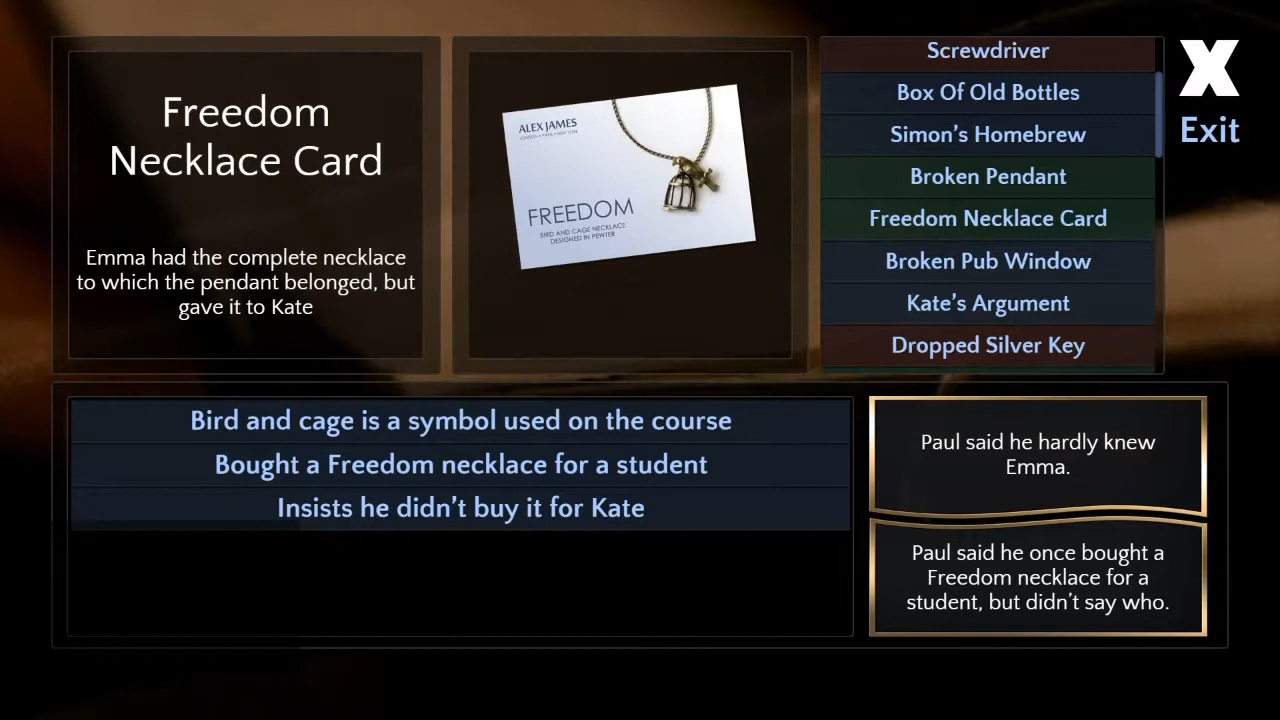 Freedom
Necklace Card
Emma had the complete necklace
to which the pendant belonged, but
gave it to Kate
ALEX JAMES
LONDON • PARIS • NEW YORK
FREEDOM
BIRD AND CAGE NECKLACE
DESIGNED IN PEWTER
Screwdriver
Box Of Old Bottles
Simon's Homebrew
Broken Pendant
Freedom Necklace Card
Broken Pub Window
Kate's Argument
Dropped Silver Key
X
Exit
Bird and cage is a symbol used on the course
Bought a Freedom necklace for a student
Insists he didn't buy it for Kate
Paul said he hardly knew
Emma.
Paul said he once bought a
Freedom necklace for a
student, but didn't say who.